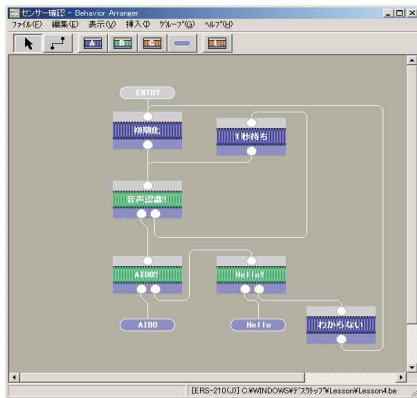 センサー確認 - Behavior Arranger
ファイル(F) 編集(E) 表示(V) 挿入(I) グループ(G) ヘルプ(H)
ENTRY
初期化
1秒待ち
音声認識?
AIBO?
Hello?
AIBO
Hello
わからない
[ERS-210(J)] C:¥WINDOWS¥デスクトップ¥Lesson¥Lesson4.be